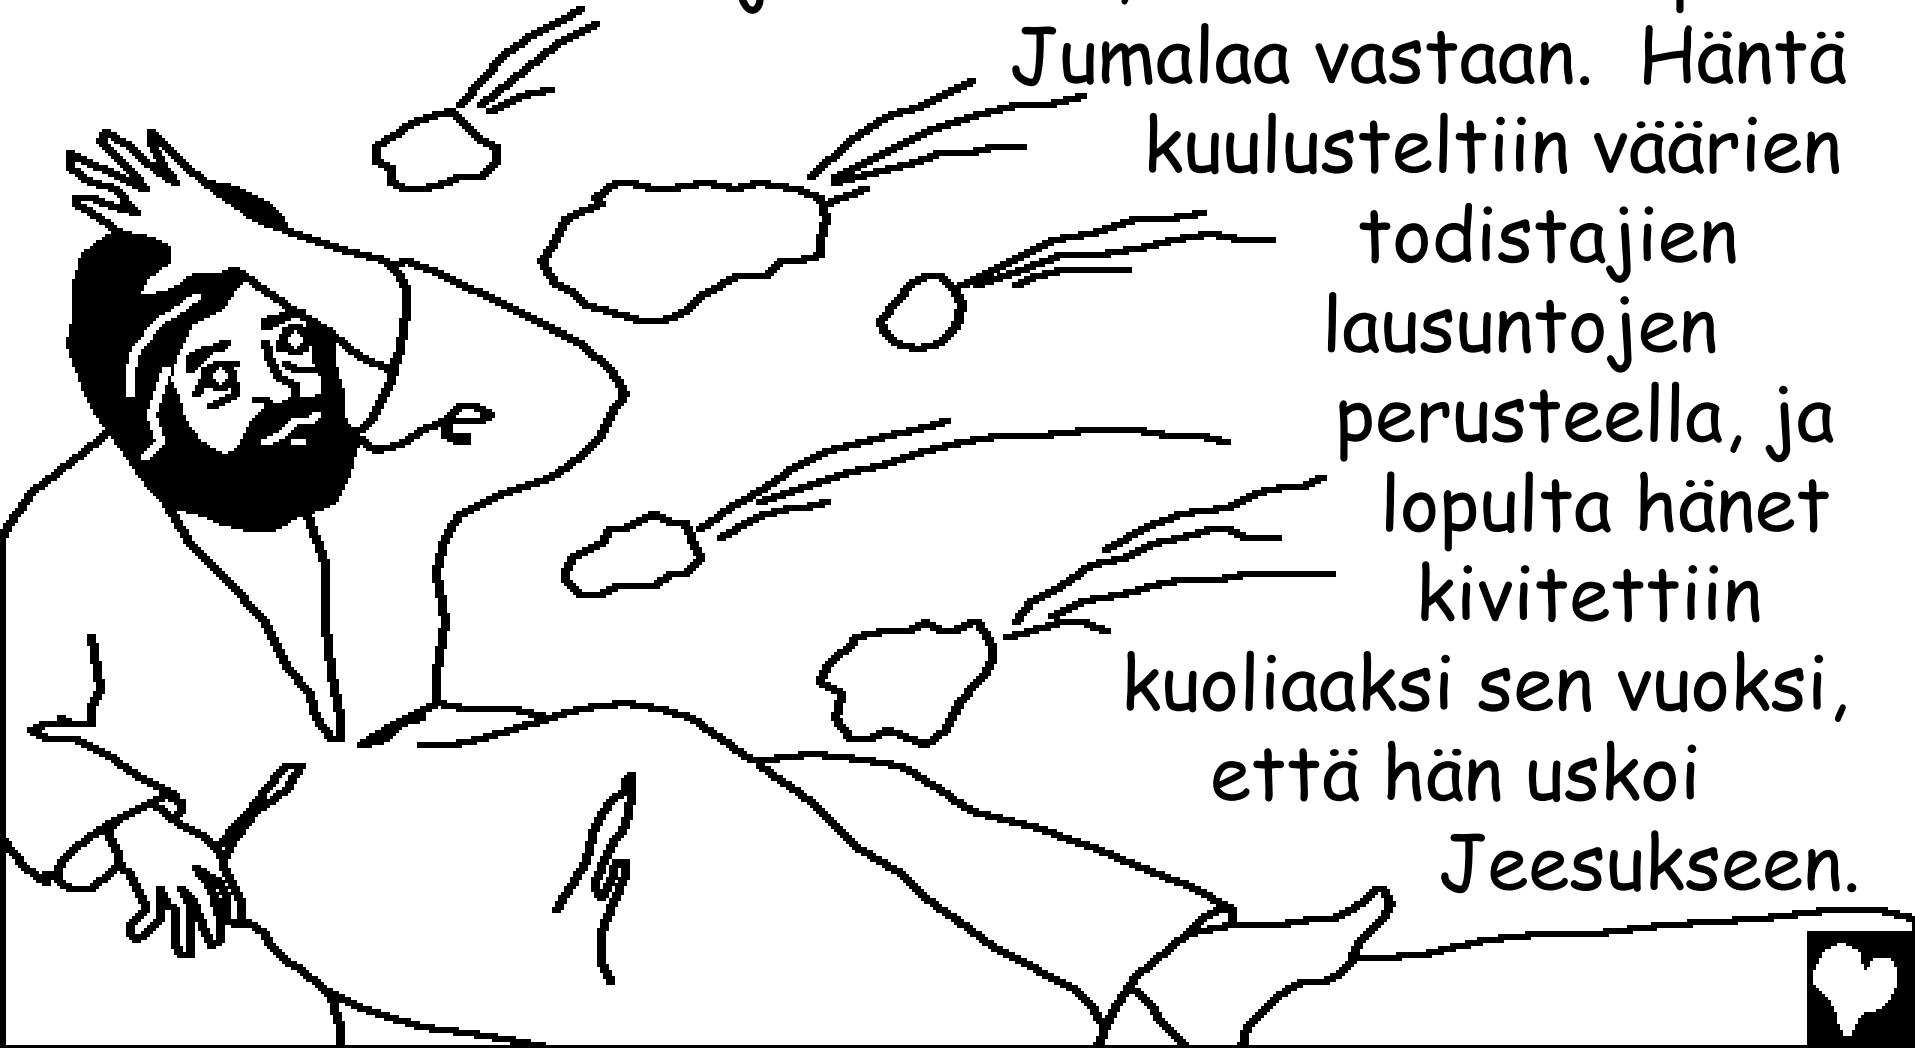 Jumalaa vastaan. Häntä
kuulusteltiin väärien
todistajien
lausuntojen
perusteella, ja
lopulta hänet
kivitettiin
kuoliaaksi sen vuoksi,
että hän uskoi
Jeesukseen.